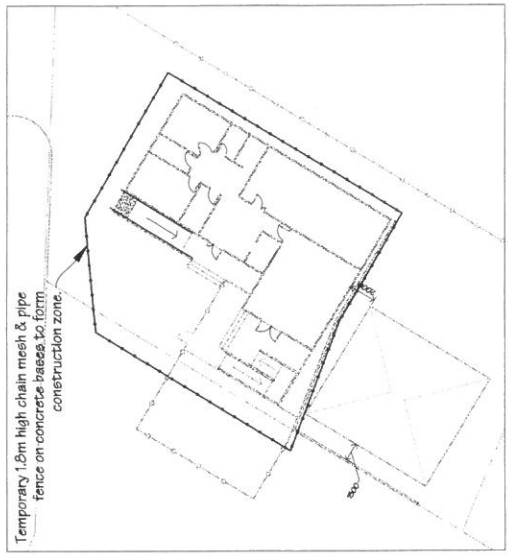 Temporary 1.8m high chain mesh & pipe
fence on concrete bases to form
construction zone.